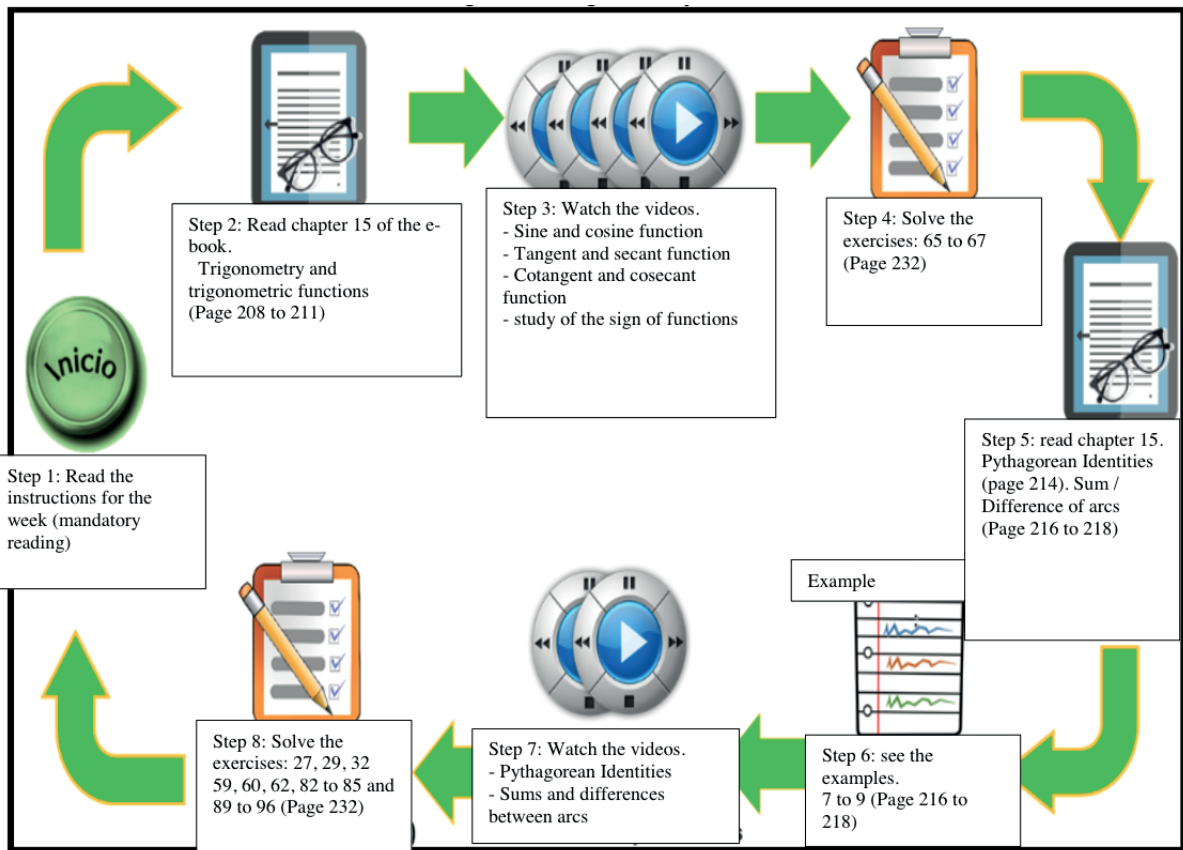 Inicio
Step 1: Read the
instructions for the
week (mandatory
reading)
Step 2: Read chapter 15 of the e-
book.
Trigonometry and
trigonometric functions
(Page 208 to 211)
Step 3: Watch the videos.
- Sine and cosine function
- Tangent and secant function
- Cotangent and cosecant
function
- study of the sign of functions
Step 4: Solve the
exercises: 65 to 67
(Page 232)
Step 5: read chapter 15.
Pythagorean Identities
(page 214). Sum /
Difference of arcs
(Page 216 to 218)
Example
Step 6: see the
examples.
7 to 9 (Page 216 to
218)
Step 7: Watch the videos.
- Pythagorean Identities
- Sums and differences
between arcs
Step 8: Solve the
exercises: 27, 29, 32
59, 60, 62, 82 to 85 and
89 to 96 (Page 232)